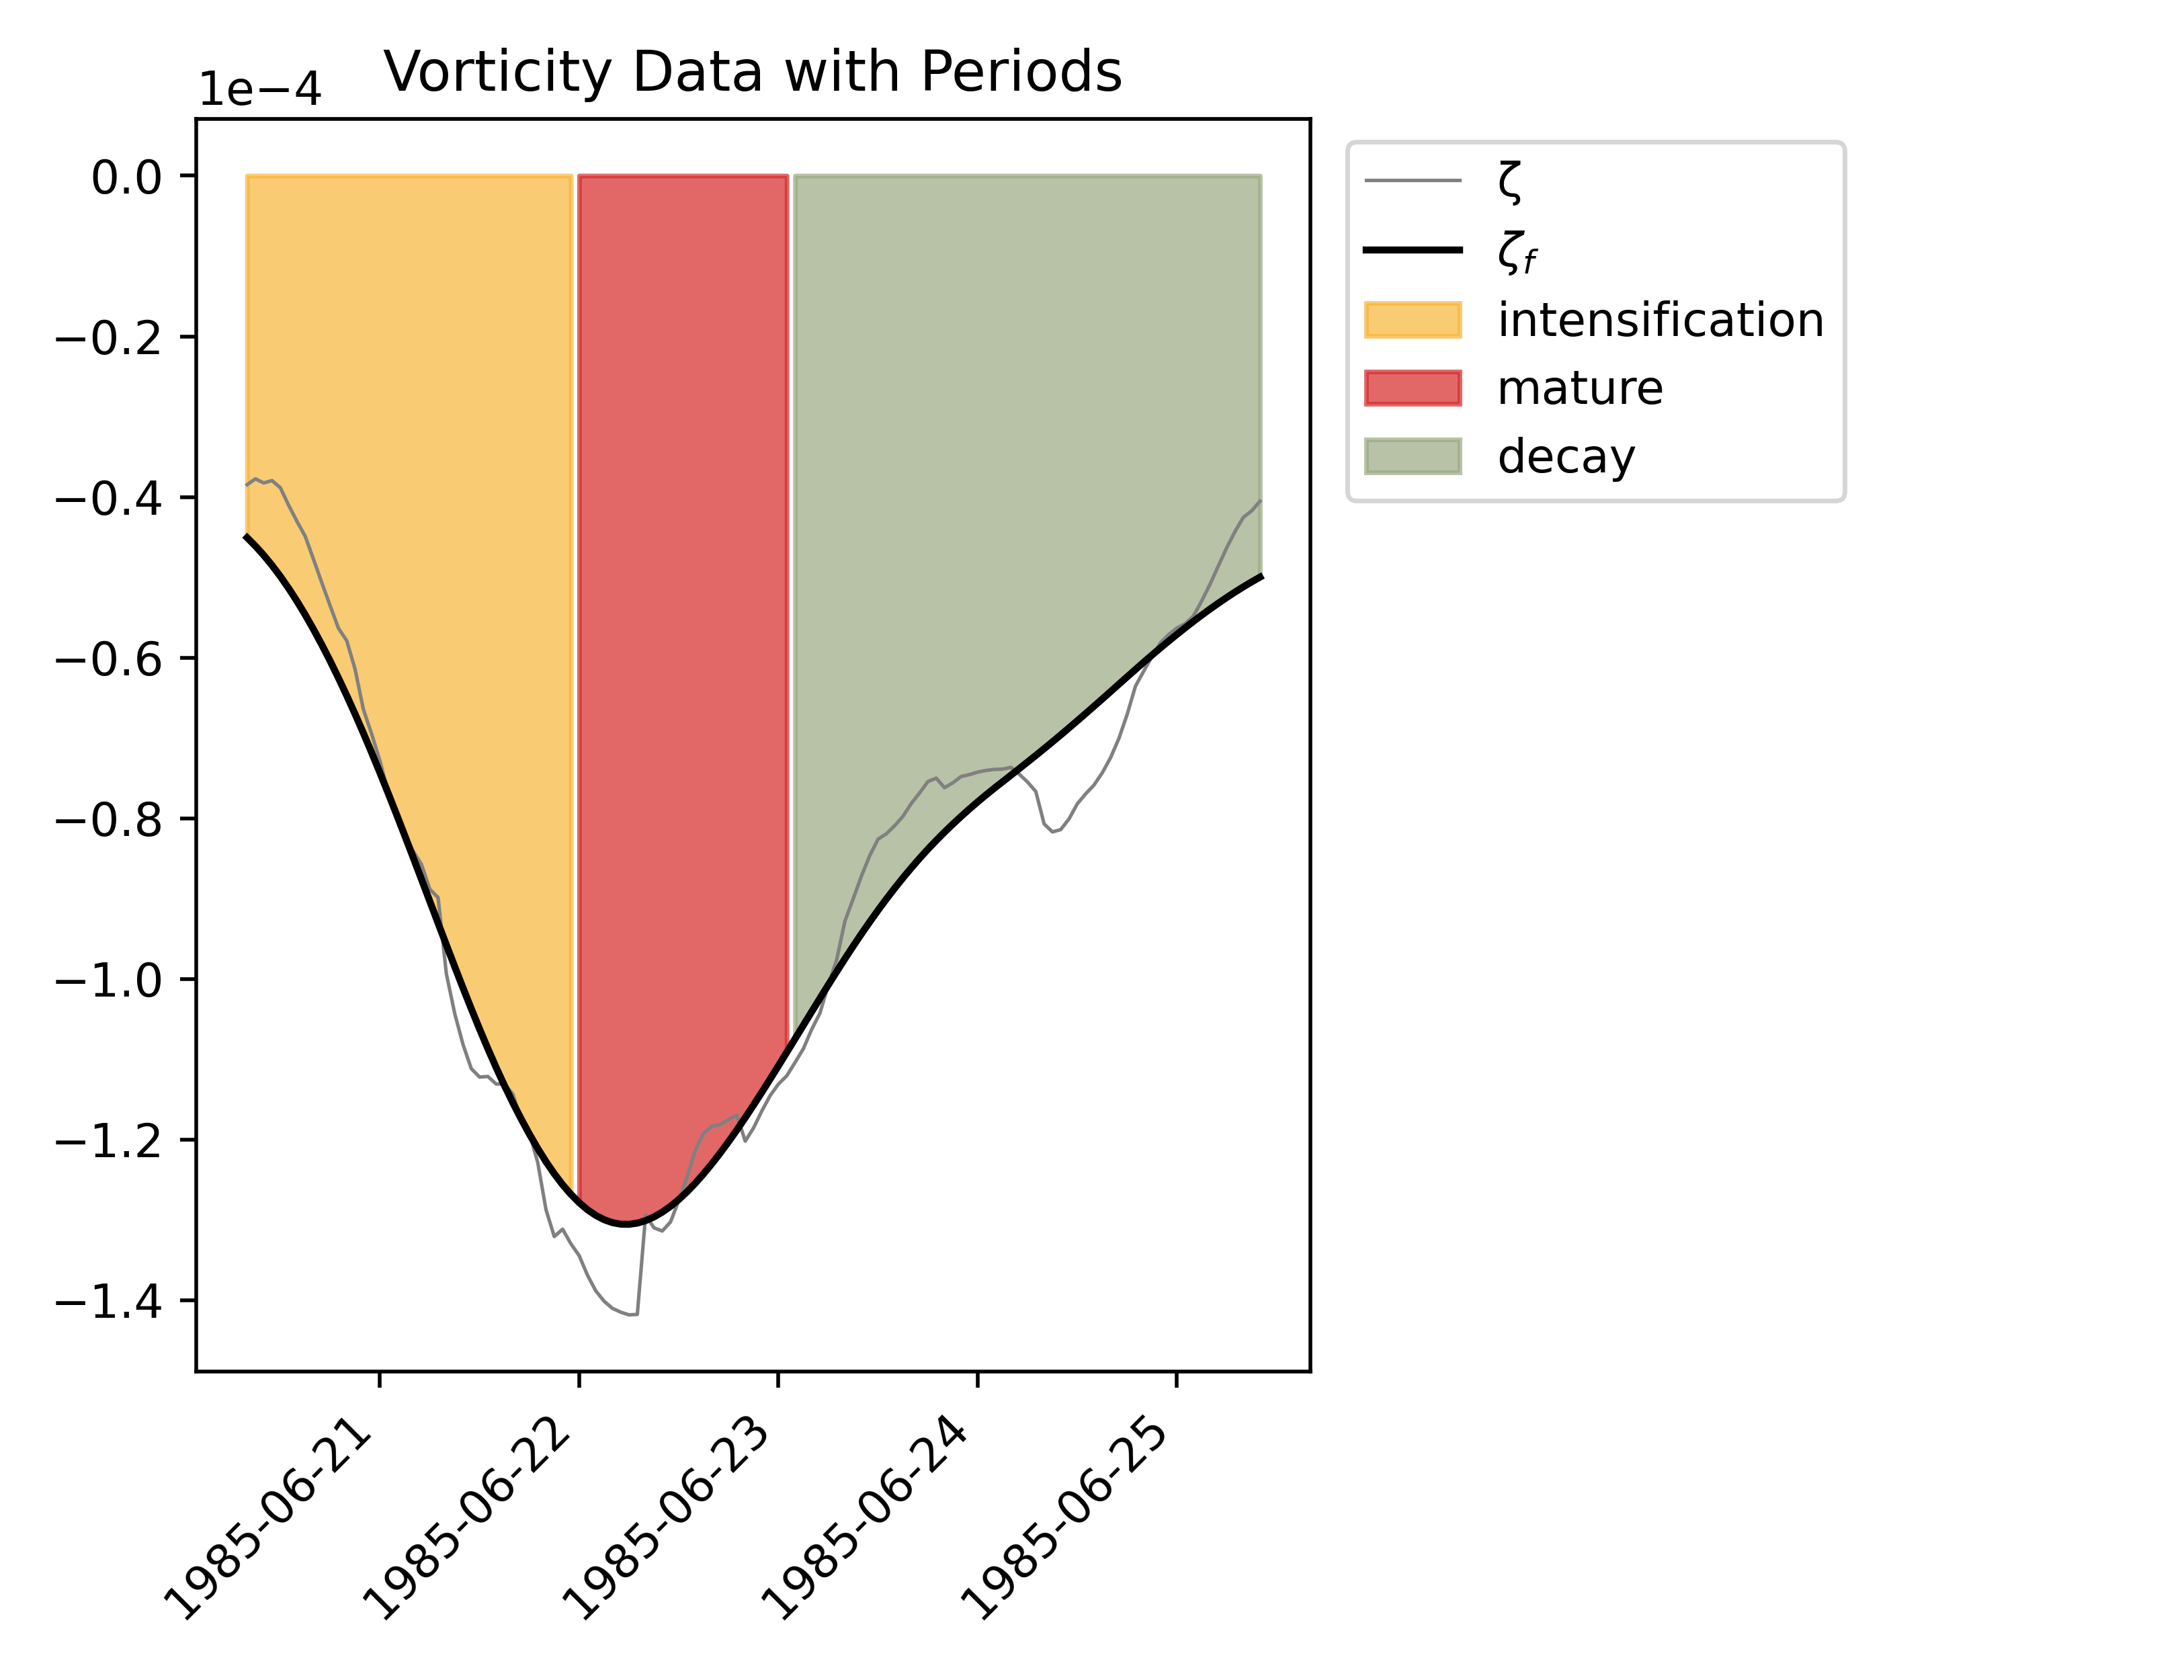 Vorticity Data with Periods
1e−4
0.0
−0.2
−0.4
−0.6
−0.8
−1.0
−1.2
−1.4
1985-06-21
1985-06-22
1985-06-23
1985-06-24
1985-06-25
ζ
ζf
intensification
mature
decay